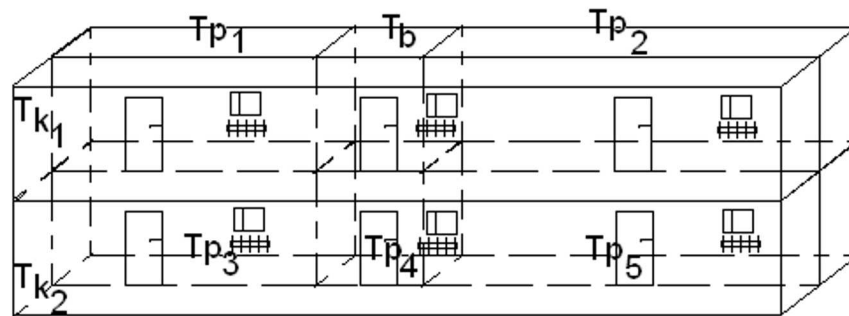 Tp₁ Tb Tp₂
Tk₁
Tp₃ Tp₄ Tp₅
Tk₂